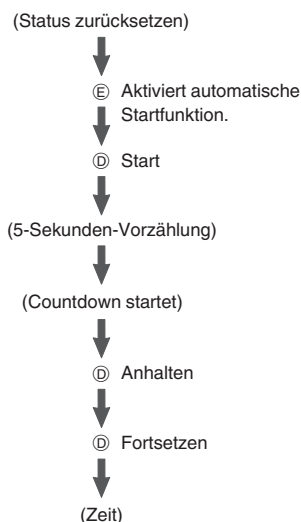 (Status zurücksetzen)
Ⓔ Aktiviert automatische
Startfunktion.
Ⓓ Start
(5-Sekunden-Vorzählung)
(Countdown startet)
Ⓓ Anhalten
Ⓓ Fortsetzen
(Zeit)